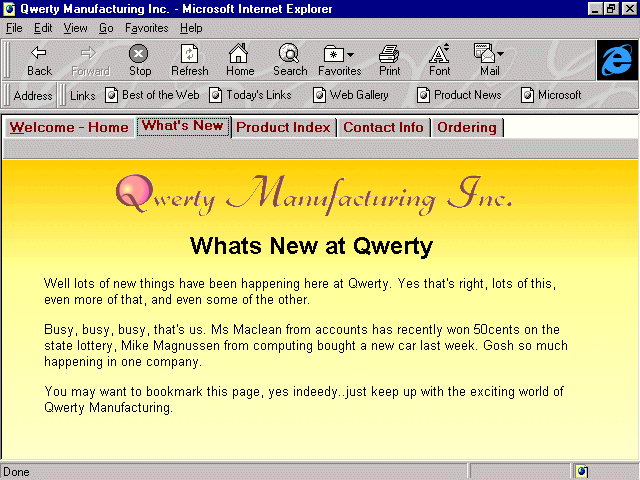 Qwerty Manufacturing Inc. - Microsoft Internet Explorer
File Edit View Go Favorites Help
Back Forward Stop Refresh Home Search Favorites Print Font Mail
Address Links Best of the Web Today's Links Web Gallery Product News Microsoft
Welcome - Home What's New Product Index Contact Info Ordering
Qwerty Manufacturing Inc.
Whats New at Qwerty
Well lots of new things have been happening here at Qwerty. Yes that's right, lots of this,
even more of that, and even some of the other.
Busy, busy, busy, that's us. Ms Maclean from accounts has recently won 50cents on the
state lottery, Mike Magnussen from computing bought a new car last week. Gosh so much
happening in one company.
You may want to bookmark this page, yes indeedy..just keep up with the exciting world of
Qwerty Manufacturing.
Done